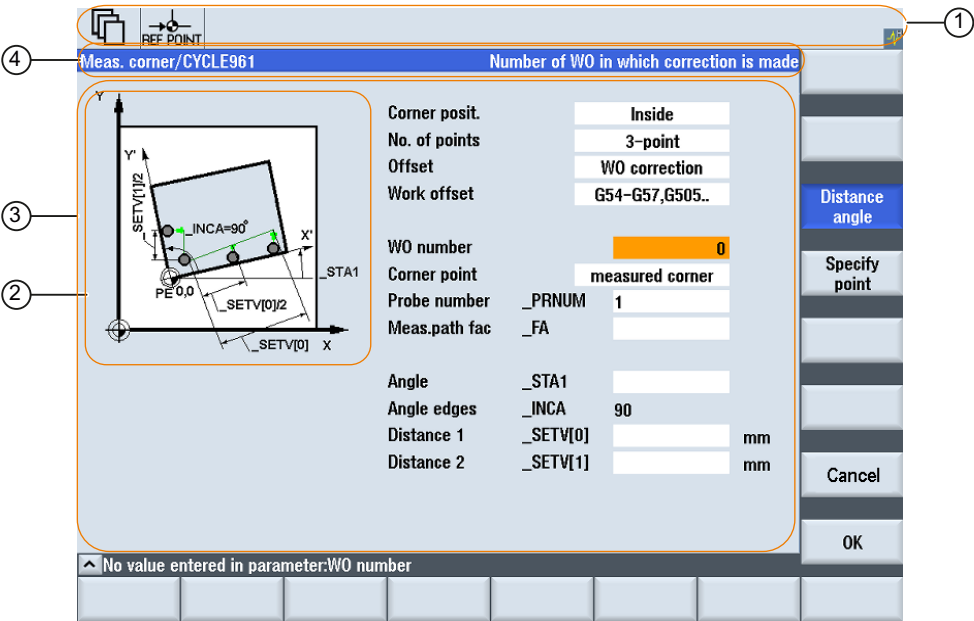 1
REF POINT
4
Meas. corner/CYCLE961 Number of WO in which correction is made
Y
Y'
SETV[1]/2
_INCA=90°
X'
_STA1
PE 0,0
_SETV[0]/2
_SETV[0]
X
3
2
Corner posit. Inside
No. of points 3-point
Offset WO correction
Work offset G54-G57,G505..
WO number 0
Corner point measured corner
Probe number _PRNUM 1
Meas.path fac _FA
Angle _STA1
Angle edges _INCA 90
Distance 1 _SETV[0] mm
Distance 2 _SETV[1] mm
Distance
angle
Specify
point
Cancel
OK
No value entered in parameter:WO number